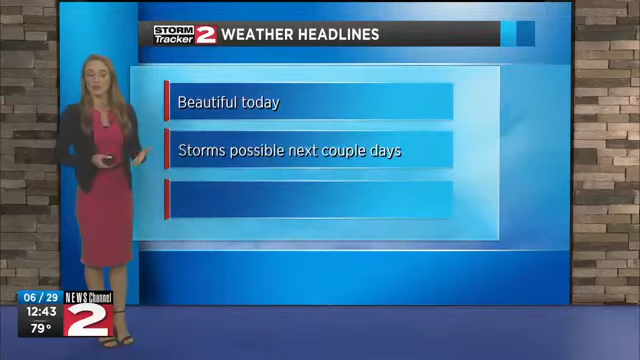 STORM
Tracker 2 WEATHER HEADLINES
Beautiful today
Storms possible next couple days
06 / 29 NEWS Channel
12:43 2
79°